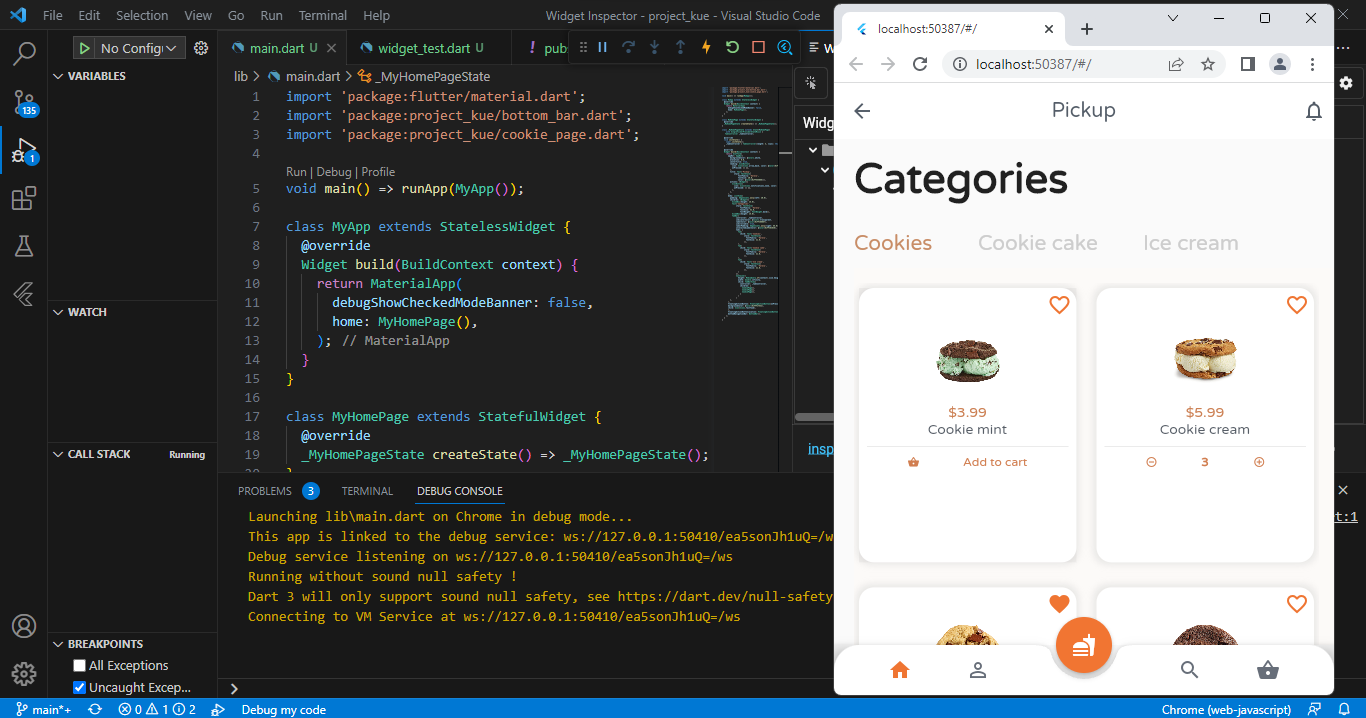 File Edit Selection View Go Run Terminal Help
Widget Inspector - project_kue - Visual Studio Code
No Config
VARIABLES
WATCH
CALL STACK Running
BREAKPOINTS
All Exceptions
Uncaught Excep...
135
1
main.dart U
widget_test.dart U
! pub
lib > main.dart > _MyHomePageState
1 import 'package:flutter/material.dart';
2 import 'package:project_kue/bottom_bar.dart';
3 import 'package:project_kue/cookie_page.dart';
4
Run | Debug | Profile
5 void main() => runApp(MyApp());
6
7 class MyApp extends StatelessWidget {
8 @override
9 Widget build(BuildContext context) {
10 return MaterialApp(
11 debugShowCheckedModeBanner: false,
12 home: MyHomePage(),
13 ); // MaterialApp
14 }
15 }
16
17 class MyHomePage extends StatefulWidget {
18 @override
19 _MyHomePageState createState() => _MyHomePageState();
Widg
insp
PROBLEMS 3 TERMINAL DEBUG CONSOLE
t:1
Launching lib\main.dart on Chrome in debug mode...
This app is linked to the debug service: ws://127.0.0.1:50410/ea5sonJh1uQ=/w
Debug service listening on ws://127.0.0.1:50410/ea5sonJh1uQ=/ws
Running without sound null safety !
Dart 3 will only support sound null safety, see https://dart.dev/null-safety
Connecting to VM Service at ws://127.0.0.1:50410/ea5sonJh1uQ=/ws
main*+ 0 1 2 Debug my code
Chrome (web-javascript)
localhost:50387/#/
localhost:50387/#/
Pickup
Categories
Cookies Cookie cake Ice cream
$3.99
Cookie mint
Add to cart
$5.99
Cookie cream
3